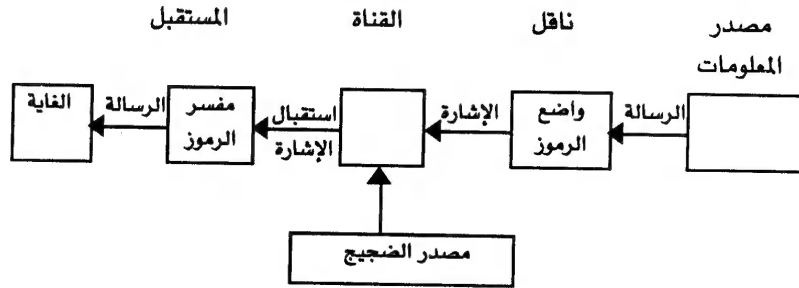 مصدر
المعلومات
ناقل
القناة
المستقبل
الرسالة
واضع
الرموز
الإشارة
استقبال
الإشارة
مفسر
الرموز
الرسالة
الغاية
مصدر الضجيج